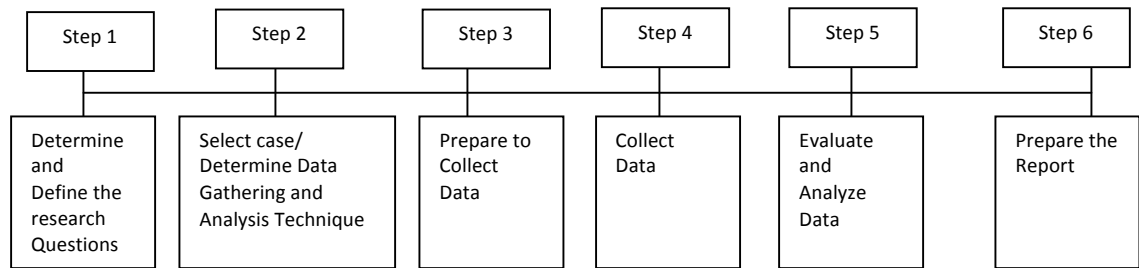 Step 1
Step 2
Step 3
Step 4
Step 5
Step 6
Determine
and
Define the
research
Questions
Select case/
Determine Data
Gathering and
Analysis Technique
Prepare to
Collect
Data
Collect
Data
Evaluate
and
Analyze
Data
Prepare the
Report